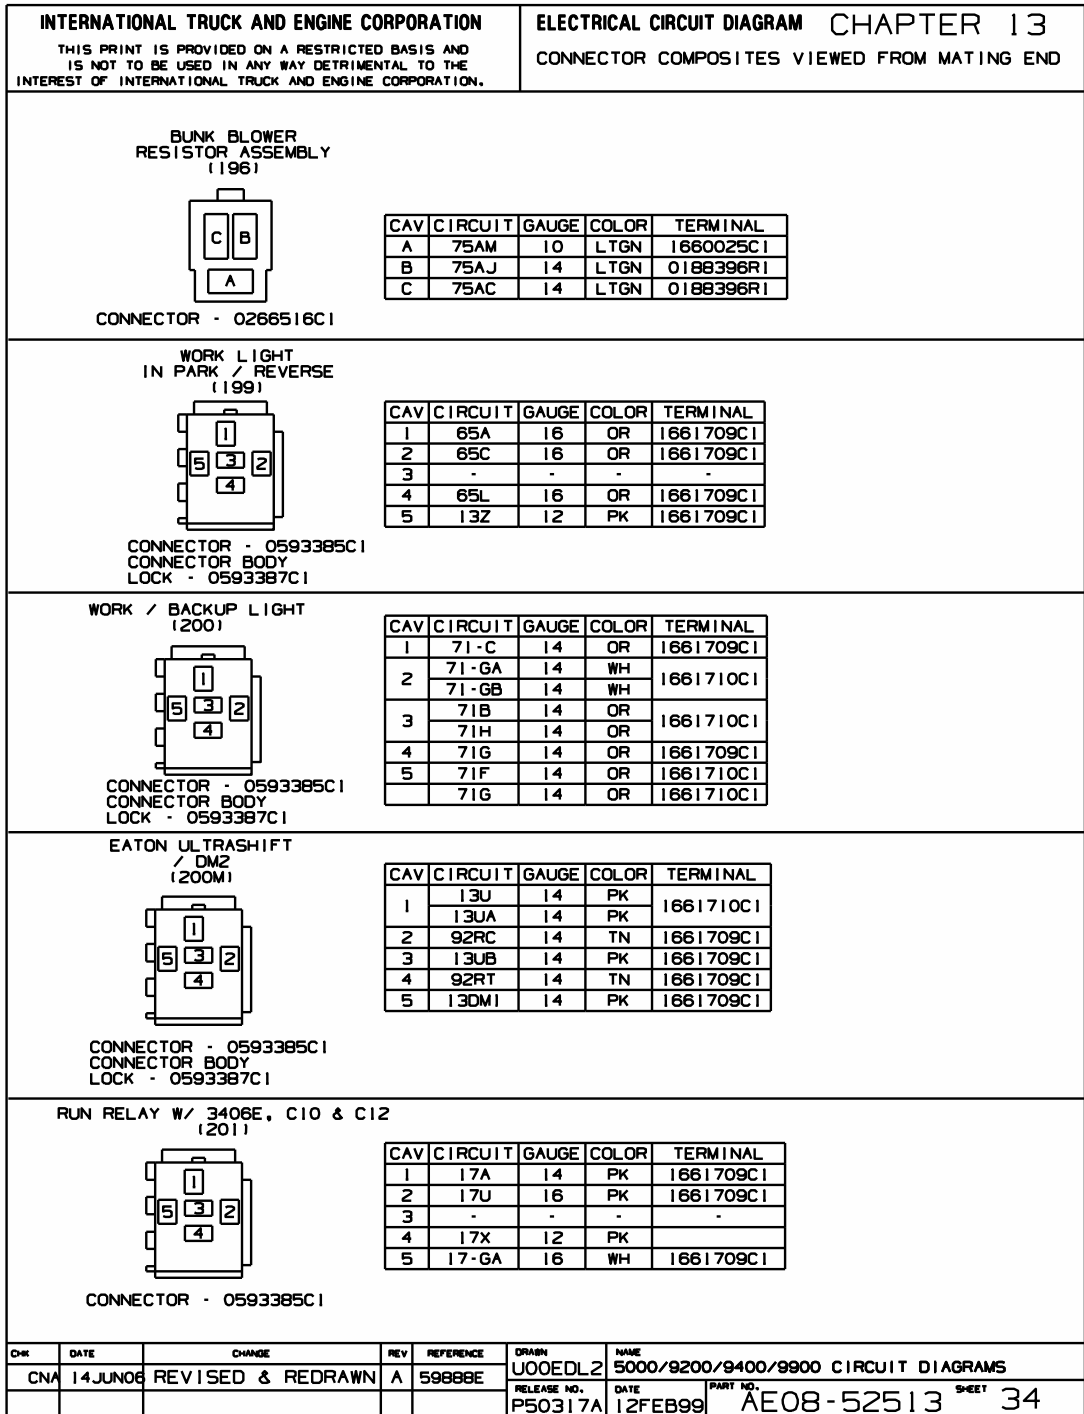 INTERNATIONAL TRUCK AND ENGINE CORPORATION
THIS PRINT IS PROVIDED ON A RESTRICTED BASIS AND
IS NOT TO BE USED IN ANY WAY DETRIMENTAL TO THE
INTEREST OF INTERNATIONAL TRUCK AND ENGINE CORPORATION.
ELECTRICAL CIRCUIT DIAGRAM CHAPTER 13
CONNECTOR COMPOSITES VIEWED FROM MATING END
BUNK BLOWER
RESISTOR ASSEMBLY
(196)
C B
A
CONNECTOR - 0266516C1
CAV CIRCUIT GAUGE COLOR TERMINAL
A 75AM 10 LTGN 1660025C1
B 75AJ 14 LTGN 0188396R1
C 75AC 14 LTGN 0188396R1
WORK LIGHT
IN PARK / REVERSE
(199)
1
5 3 2
4
CONNECTOR - 0593385C1
CONNECTOR BODY
LOCK - 0593387C1
CAV CIRCUIT GAUGE COLOR TERMINAL
1 65A 16 OR 1661709C1
2 65C 16 OR 1661709C1
3 - - - -
4 65L 16 OR 1661709C1
5 13Z 12 PK 1661709C1
WORK / BACKUP LIGHT
(200)
1
5 3 2
4
CONNECTOR - 0593385C1
CONNECTOR BODY
LOCK - 0593387C1
CAV CIRCUIT GAUGE COLOR TERMINAL
1 71-C 14 OR 1661709C1
2 71-GA 14 WH 1661710C1
71-GB 14 WH
3 71B 14 OR 1661710C1
71H 14 OR
4 71G 14 OR 1661709C1
5 71F 14 OR 1661710C1
71G 14 OR 1661710C1
EATON ULTRASHIFT
/ DM2
(200M)
1
5 3 2
4
CONNECTOR - 0593385C1
CONNECTOR BODY
LOCK - 0593387C1
CAV CIRCUIT GAUGE COLOR TERMINAL
1 13U 14 PK 1661710C1
13UA 14 PK
2 92RC 14 TN 1661709C1
3 13UB 14 PK 1661709C1
4 92RT 14 TN 1661709C1
5 13DM1 14 PK 1661709C1
RUN RELAY W/ 3406E, C10 & C12
(201)
1
5 3 2
4
CONNECTOR - 0593385C1
CAV CIRCUIT GAUGE COLOR TERMINAL
1 17A 14 PK 1661709C1
2 17U 16 PK 1661709C1
3 - - - -
4 17X 12 PK
5 17-GA 16 WH 1661709C1
CHK DATE CHANGE REV REFERENCE
CNA 14JUN06 REVISED & REDRAWN A 59888E
DRAWN
U00EDL2
NAME
5000/9200/9400/9900 CIRCUIT DIAGRAMS
RELEASE NO.
P50317A
DATE
12FEB99
PART NO.
AE08-52513
SHEET 34